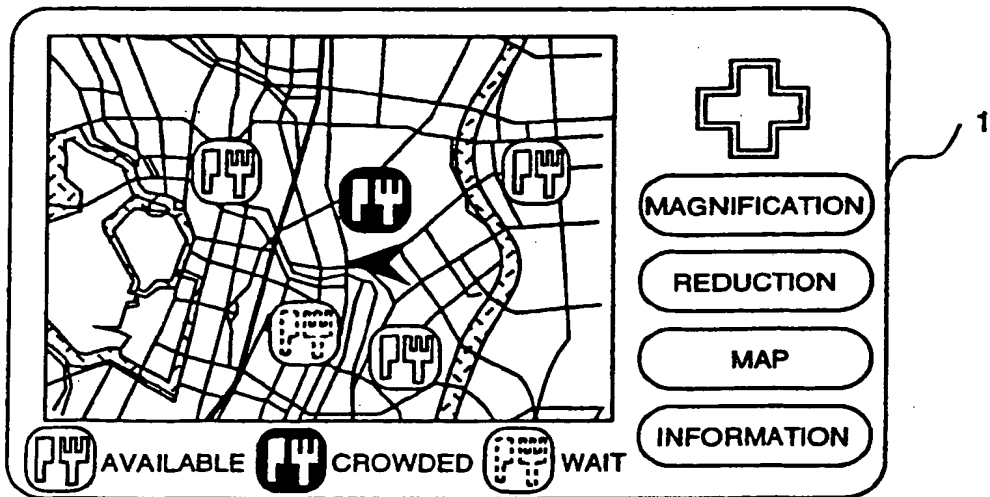 1
MAGNIFICATION
REDUCTION
MAP
INFORMATION
AVAILABLE
CROWDED
WAIT